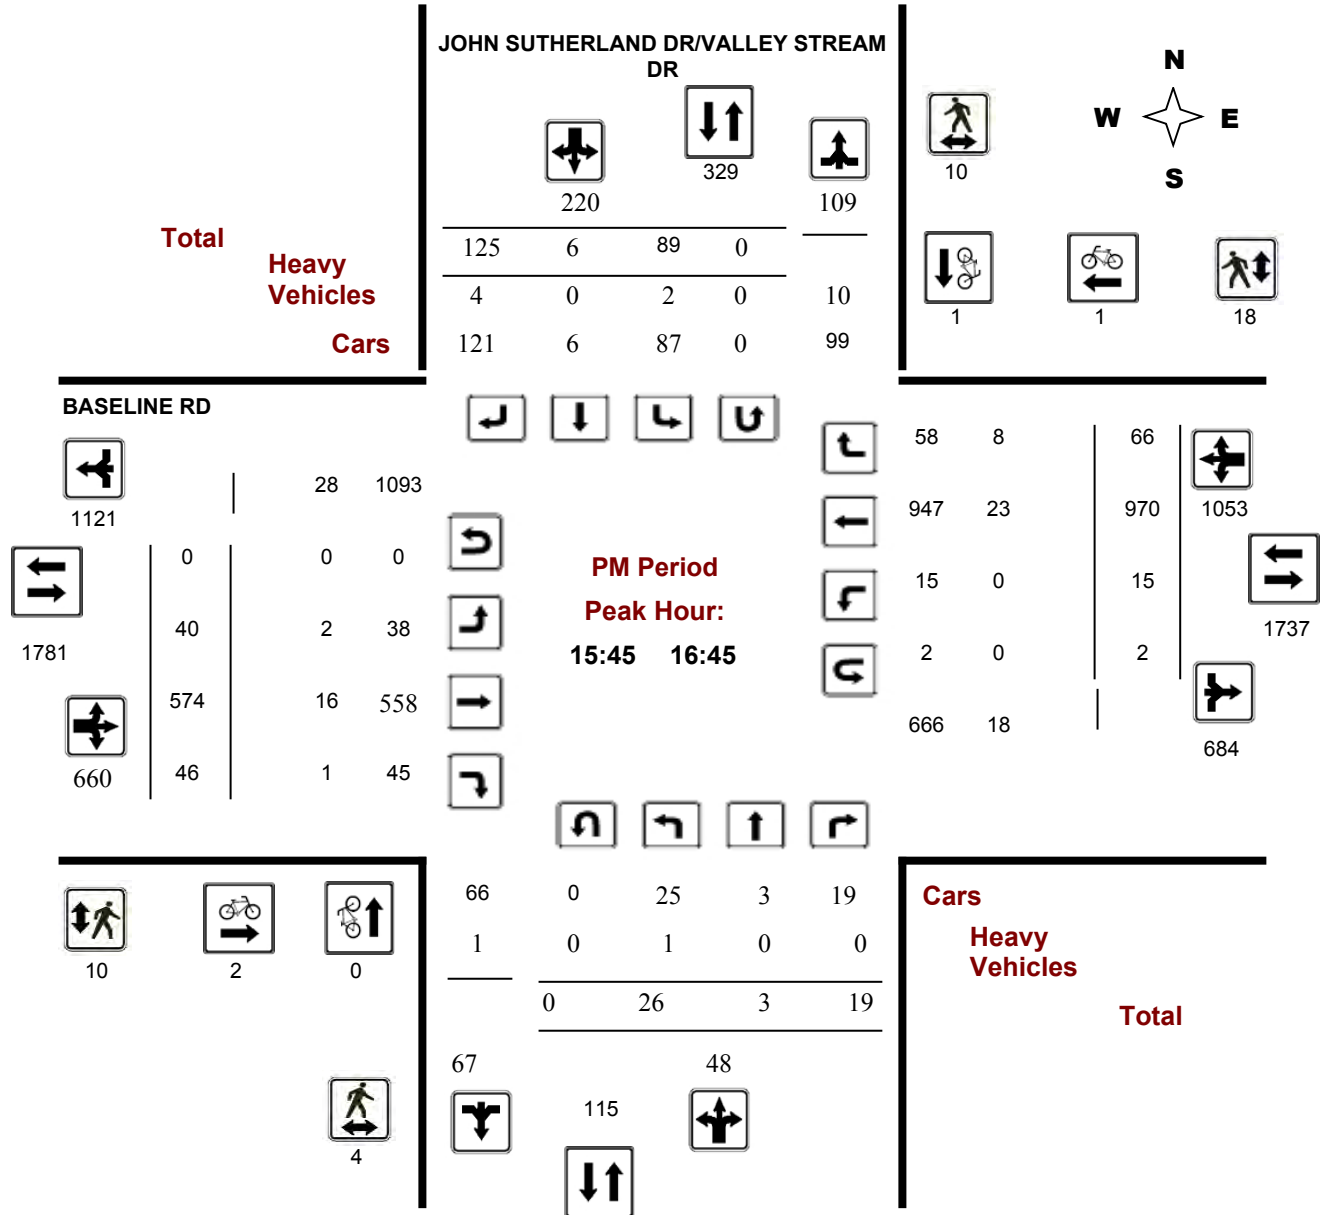 JOHN SUTHERLAND DR/VALLEY STREAM
DR
N
W E
S
329
10
220 109
Total
125 6 89 0
Heavy
Vehicles
4 0 2 0 10
1 1 18
Cars
121 6 87 0 99
BASELINE RD
58 8 66
28 1093
1121
947 23 970 1053
0 0 0
PM Period
15 0 15
Peak Hour:
40 2 38
1737
1781
15:45 16:45
2 0 2
574 16 558
666 18
684
660 46 1 45
66 0 25 3 19
Cars
1 0 1 0 0
Heavy
Vehicles
10 2 0
0 26 3 19
Total
67 48
115
4